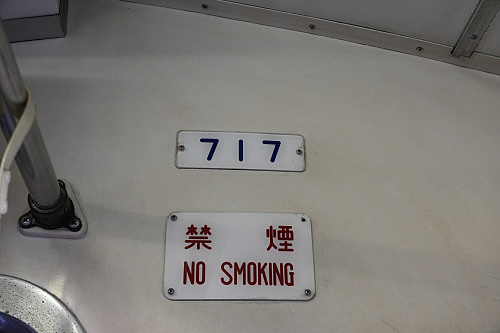 717
禁 煙
NO SMOKING